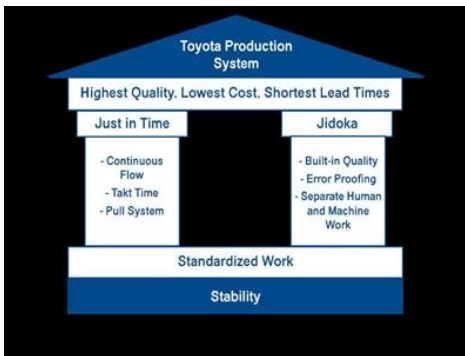 Toyota Production
System
Highest Quality, Lowest Cost, Shortest Lead Times
Just in Time
- Continuous
Flow
- Takt Time
- Pull System
Jidoka
- Built-in Quality
- Error Proofing
- Separate Human
and Machine
Work
Standardized Work
Stability